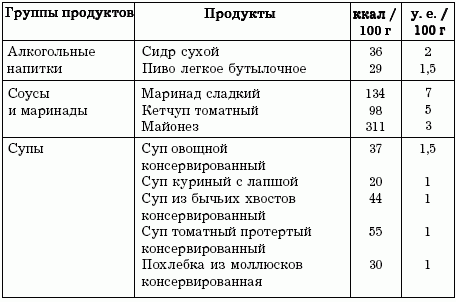 Группы продуктов Продукты ккал / 100 г у. е. / 100 г
Алкогольные Сидр сухой 36 2
напитки Пиво легкое бутылочное 29 1,5
Соусы Маринад сладкий 134 7
и маринады Кетчуп томатный 98 5
Майонез 311 3
Супы Суп овощной 37 1,5
консервированный
Суп куриный с лапшой 20 1
Суп из бычьих хвостов 44 1
консервированный
Суп томатный протертый 55 1
консервированный
Похлебка из моллюсков 30 1
консервированная